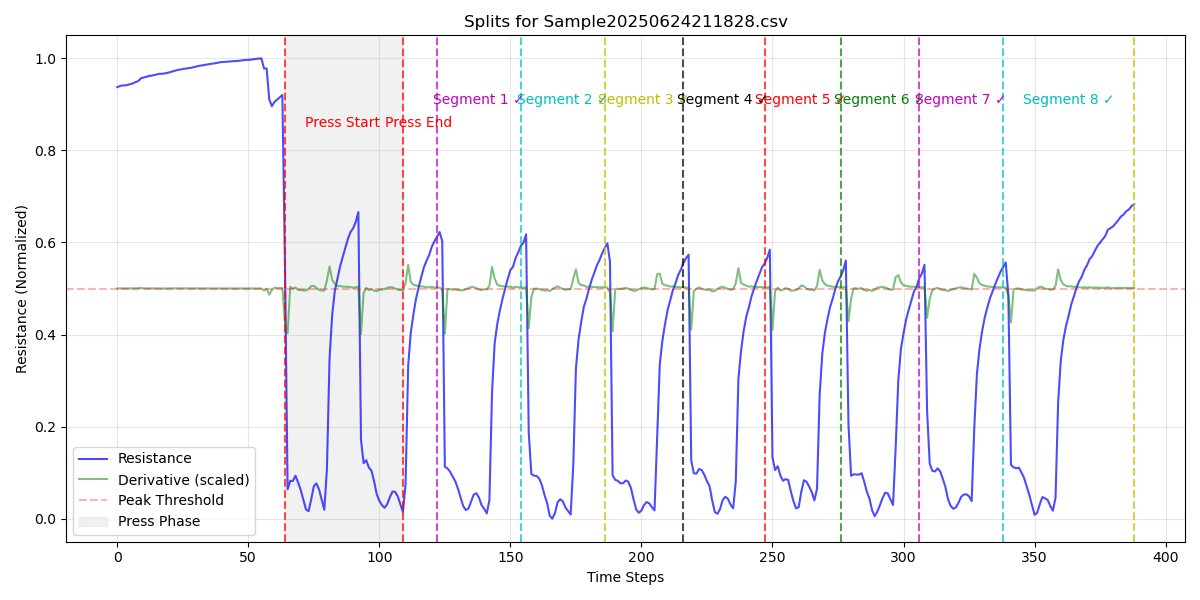 Splits for Sample20250624211828.csv
1.0
0.8
0.6
0.4
0.2
0.0
Resistance (Normalized)
Segment 1 ✓
Segment 2 ✓
Segment 3 ✓
Segment 4 ✓
Segment 5 ✓
Segment 6 ✓
Segment 7 ✓
Segment 8 ✓
Press Start
Press End
Resistance
Derivative (scaled)
Peak Threshold
Press Phase
0
50
100
150
200
250
300
350
400
Time Steps